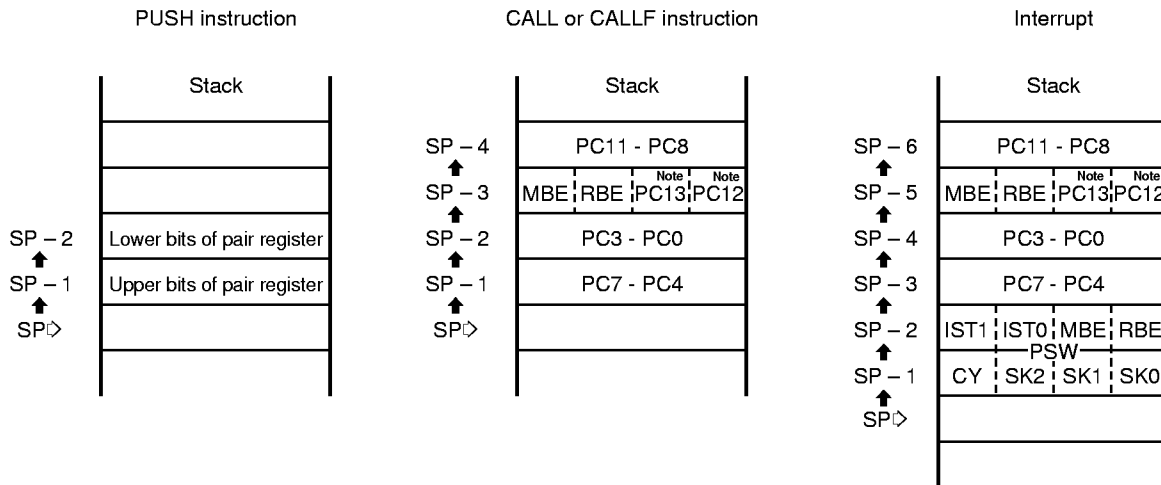 PUSH instruction
Stack
SP – 2 Lower bits of pair register
SP – 1 Upper bits of pair register
SP
CALL or CALLF instruction
Stack
SP – 4 PC11 - PC8
Note Note
SP – 3 MBE RBE PC13 PC12
SP – 2 PC3 - PC0
SP – 1 PC7 - PC4
SP
Interrupt
Stack
SP – 6 PC11 - PC8
Note Note
SP – 5 MBE RBE PC13 PC12
SP – 4 PC3 - PC0
SP – 3 PC7 - PC4
SP – 2 IST1 IST0 MBE RBE
PSW
SP – 1 CY SK2 SK1 SK0
SP